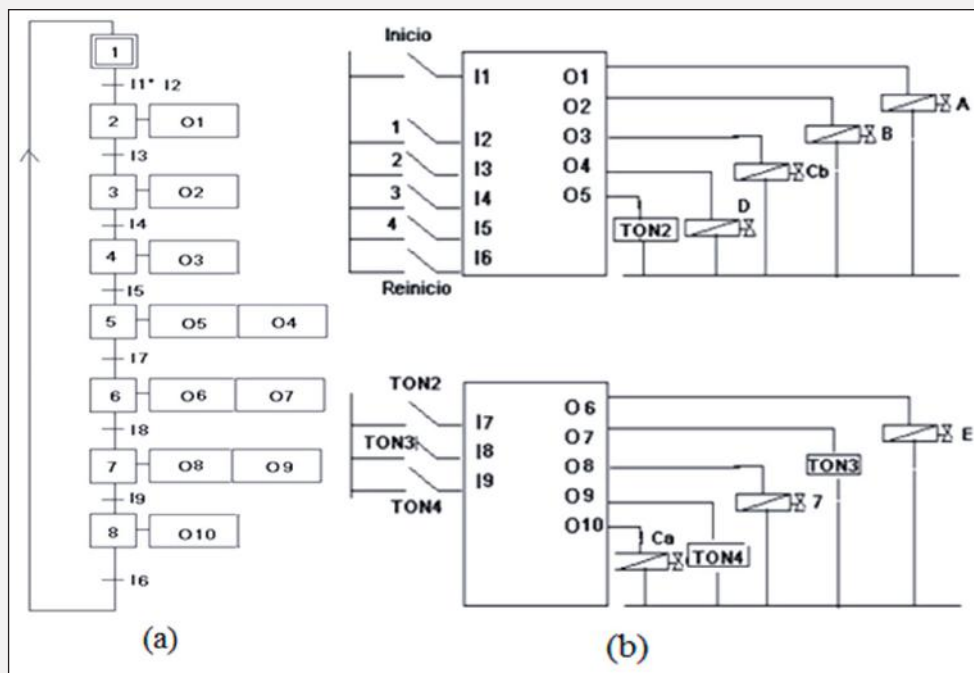 1
I1* I2
2 O1
I3
3 O2
I4
4 O3
I5
5 O5 O4
I7
6 O6 O7
I8
7 O8 O9
I9
8 O10
I6
(a)
Inicio
I1
1
I2
2
I3
3
I4
4
I5
I6
Reinicio
O1
O2
O3
O4
O5
A
B
Cb
D
TON2
TON2
I7
TON3
I8
I9
TON4
O6
O7
O8
O9
O10
E
TON3
7
Ca
TON4
(b)